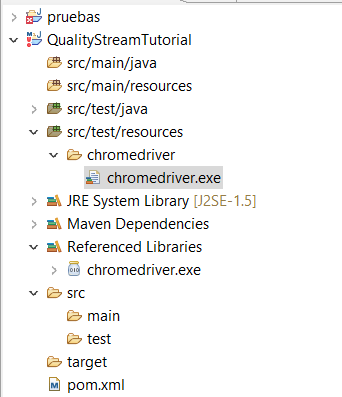 pruebas
QualityStreamTutorial
src/main/java
src/main/resources
src/test/java
src/test/resources
chromedriver
chromedriver.exe
JRE System Library [J2SE-1.5]
Maven Dependencies
Referenced Libraries
chromedriver.exe
src
main
test
target
pom.xml